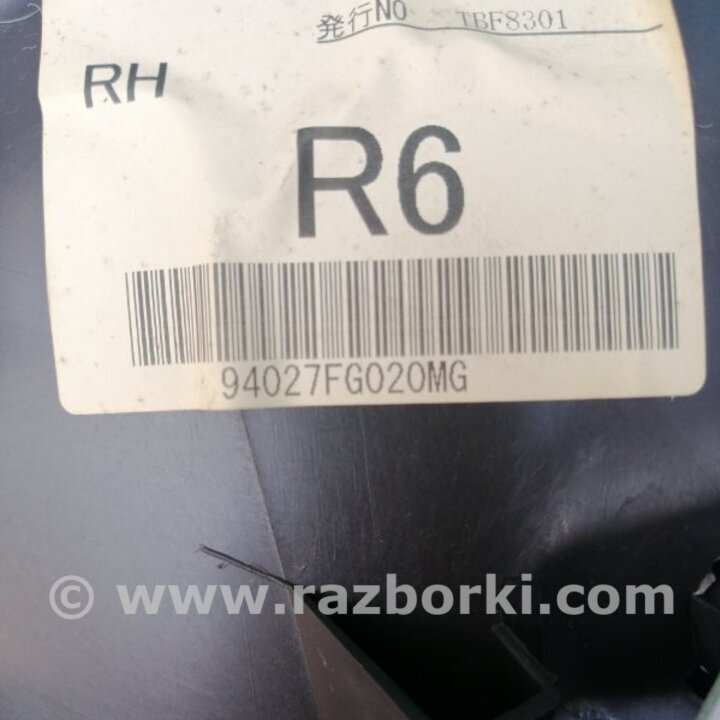 発行NO TBF8301
RH
R6
94027FG020MG
© www.razborki.com